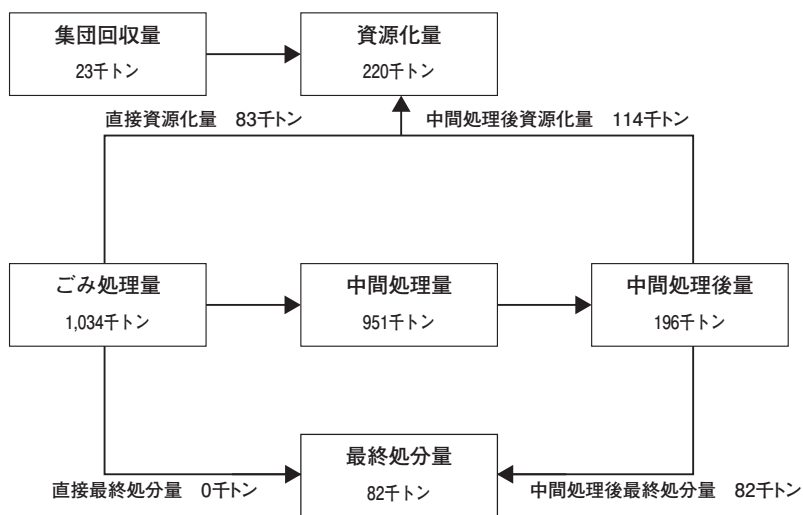 集団回収量
23千トン
資源化量
220千トン
直接資源化量 83千トン
中間処理後資源化量 114千トン
ごみ処理量
1,034千トン
中間処理量
951千トン
中間処理後量
196千トン
最終処分量
82千トン
直接最終処分量 0千トン
中間処理後最終処分量 82千トン